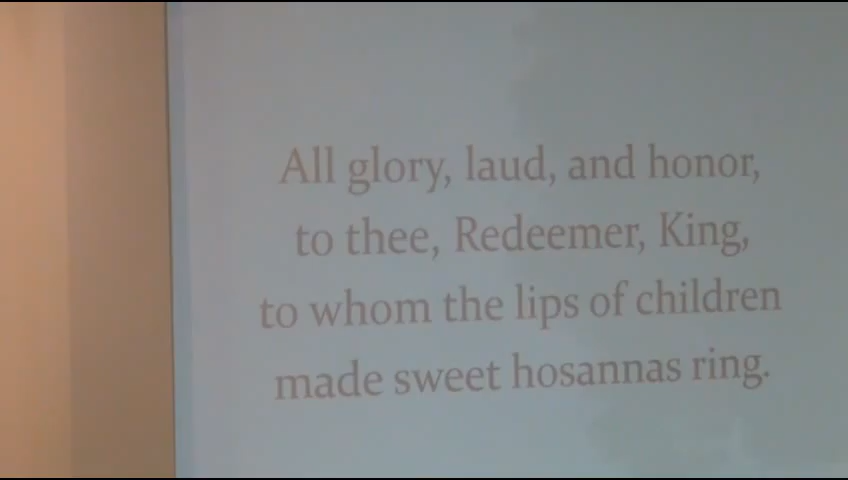 All glory, laud, and honor,
to thee, Redeemer, King,
to whom the lips of children
made sweet hosannas ring.